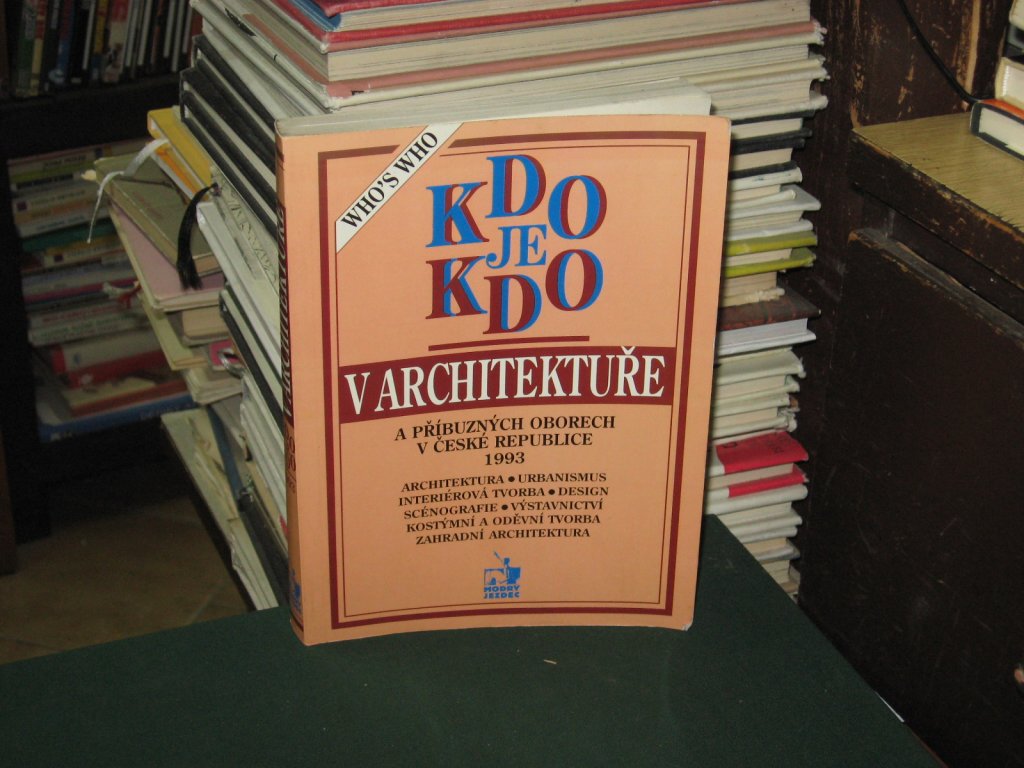 WHO'S WHO
KDO
JE
KDO
V ARCHITEKTUŘE
A PŘÍBUZNÝCH OBORECH
V ČESKÉ REPUBLICE
1993
ARCHITEKTURA • URBANISMUS
INTERIÉROVÁ TVORBA • DESIGN
SCÉNOGRAFIE • VÝSTAVNICTVÍ
KOSTÝMNÍ A ODĚVNÍ TVORBA
ZAHRADNÍ ARCHITEKTURA
MODRÝ
JEZDEC